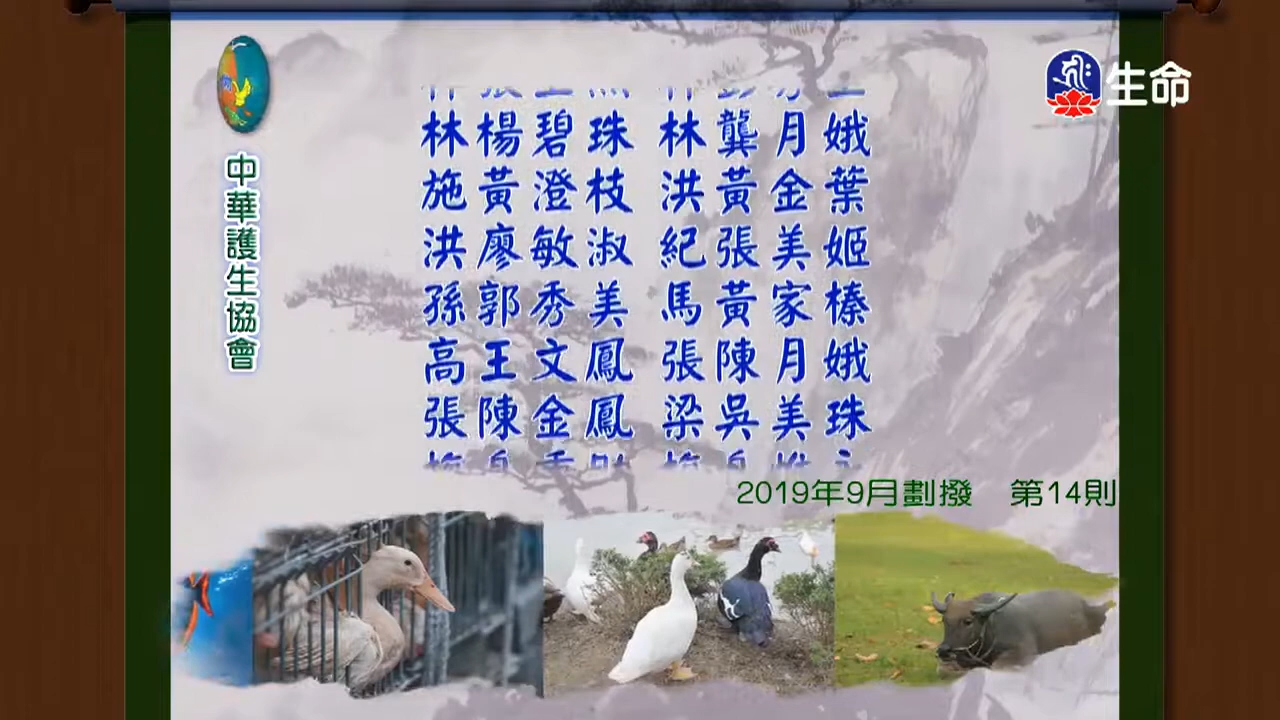 生命
中華護生協會
林楊碧珠 林龔月娥
施黃澄枝 洪黃金葉
洪廖敏淑 紀張美姬
孫郭秀美 馬黃家榛
高王文鳳 張陳月娥
張陳金鳳 梁吳美珠
2019年9月劃撥 第14則